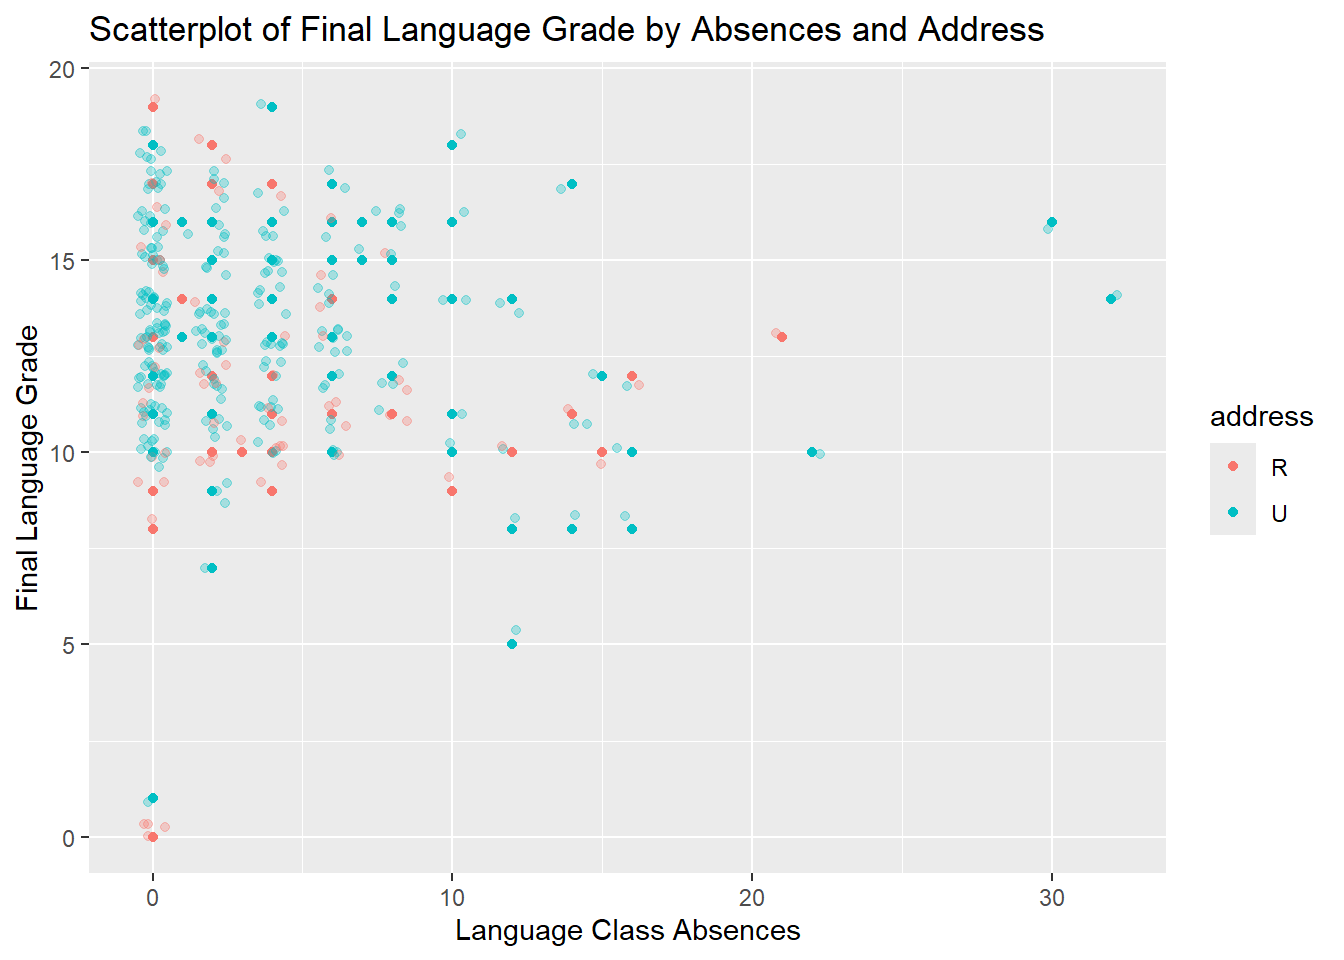 Scatterplot of Final Language Grade by Absences and Address
Final Language Grade
20
15
10
5
0
0 10 20 30
Language Class Absences
address
R
U